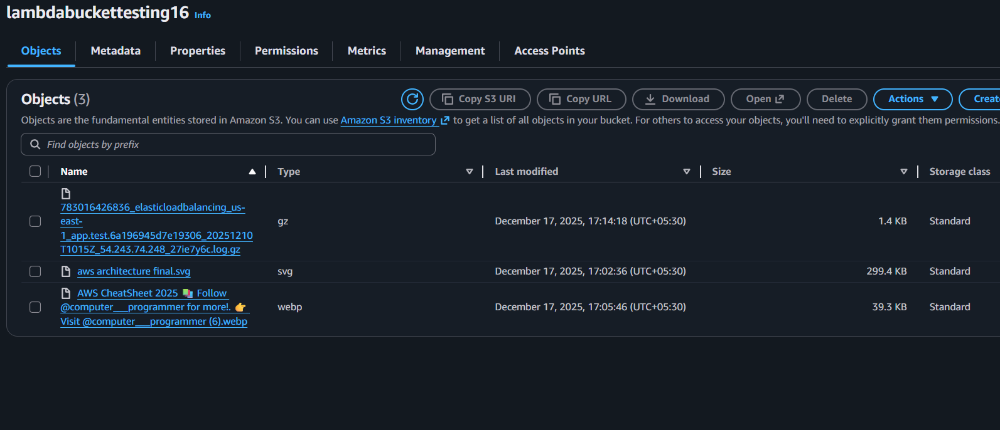 lambdabuckettesting16 Info
Objects Metadata Properties Permissions Metrics Management Access Points
Objects (3) Copy S3 URI Copy URL Download Open Delete Actions Create
Objects are the fundamental entities stored in Amazon S3. You can use Amazon S3 inventory to get a list of all objects in your bucket. For others to access your objects, you'll need to explicitly grant them permissions.
Find objects by prefix
Name Type Last modified Size Storage class
783016426836_elasticloadbalancing_us-
east-
1_app.test.6a196945d7e19306_20251210
T1015Z_54.243.74.248_27ie7y6c.log.gz
gz December 17, 2025, 17:14:18 (UTC+05:30) 1.4 KB Standard
aws architecture final.svg svg December 17, 2025, 17:02:36 (UTC+05:30) 299.4 KB Standard
AWS CheatSheet 2025 📚 Follow
@computer___programmer for more!. 👉
Visit @computer___programmer (6).webp
webp December 17, 2025, 17:05:46 (UTC+05:30) 39.3 KB Standard